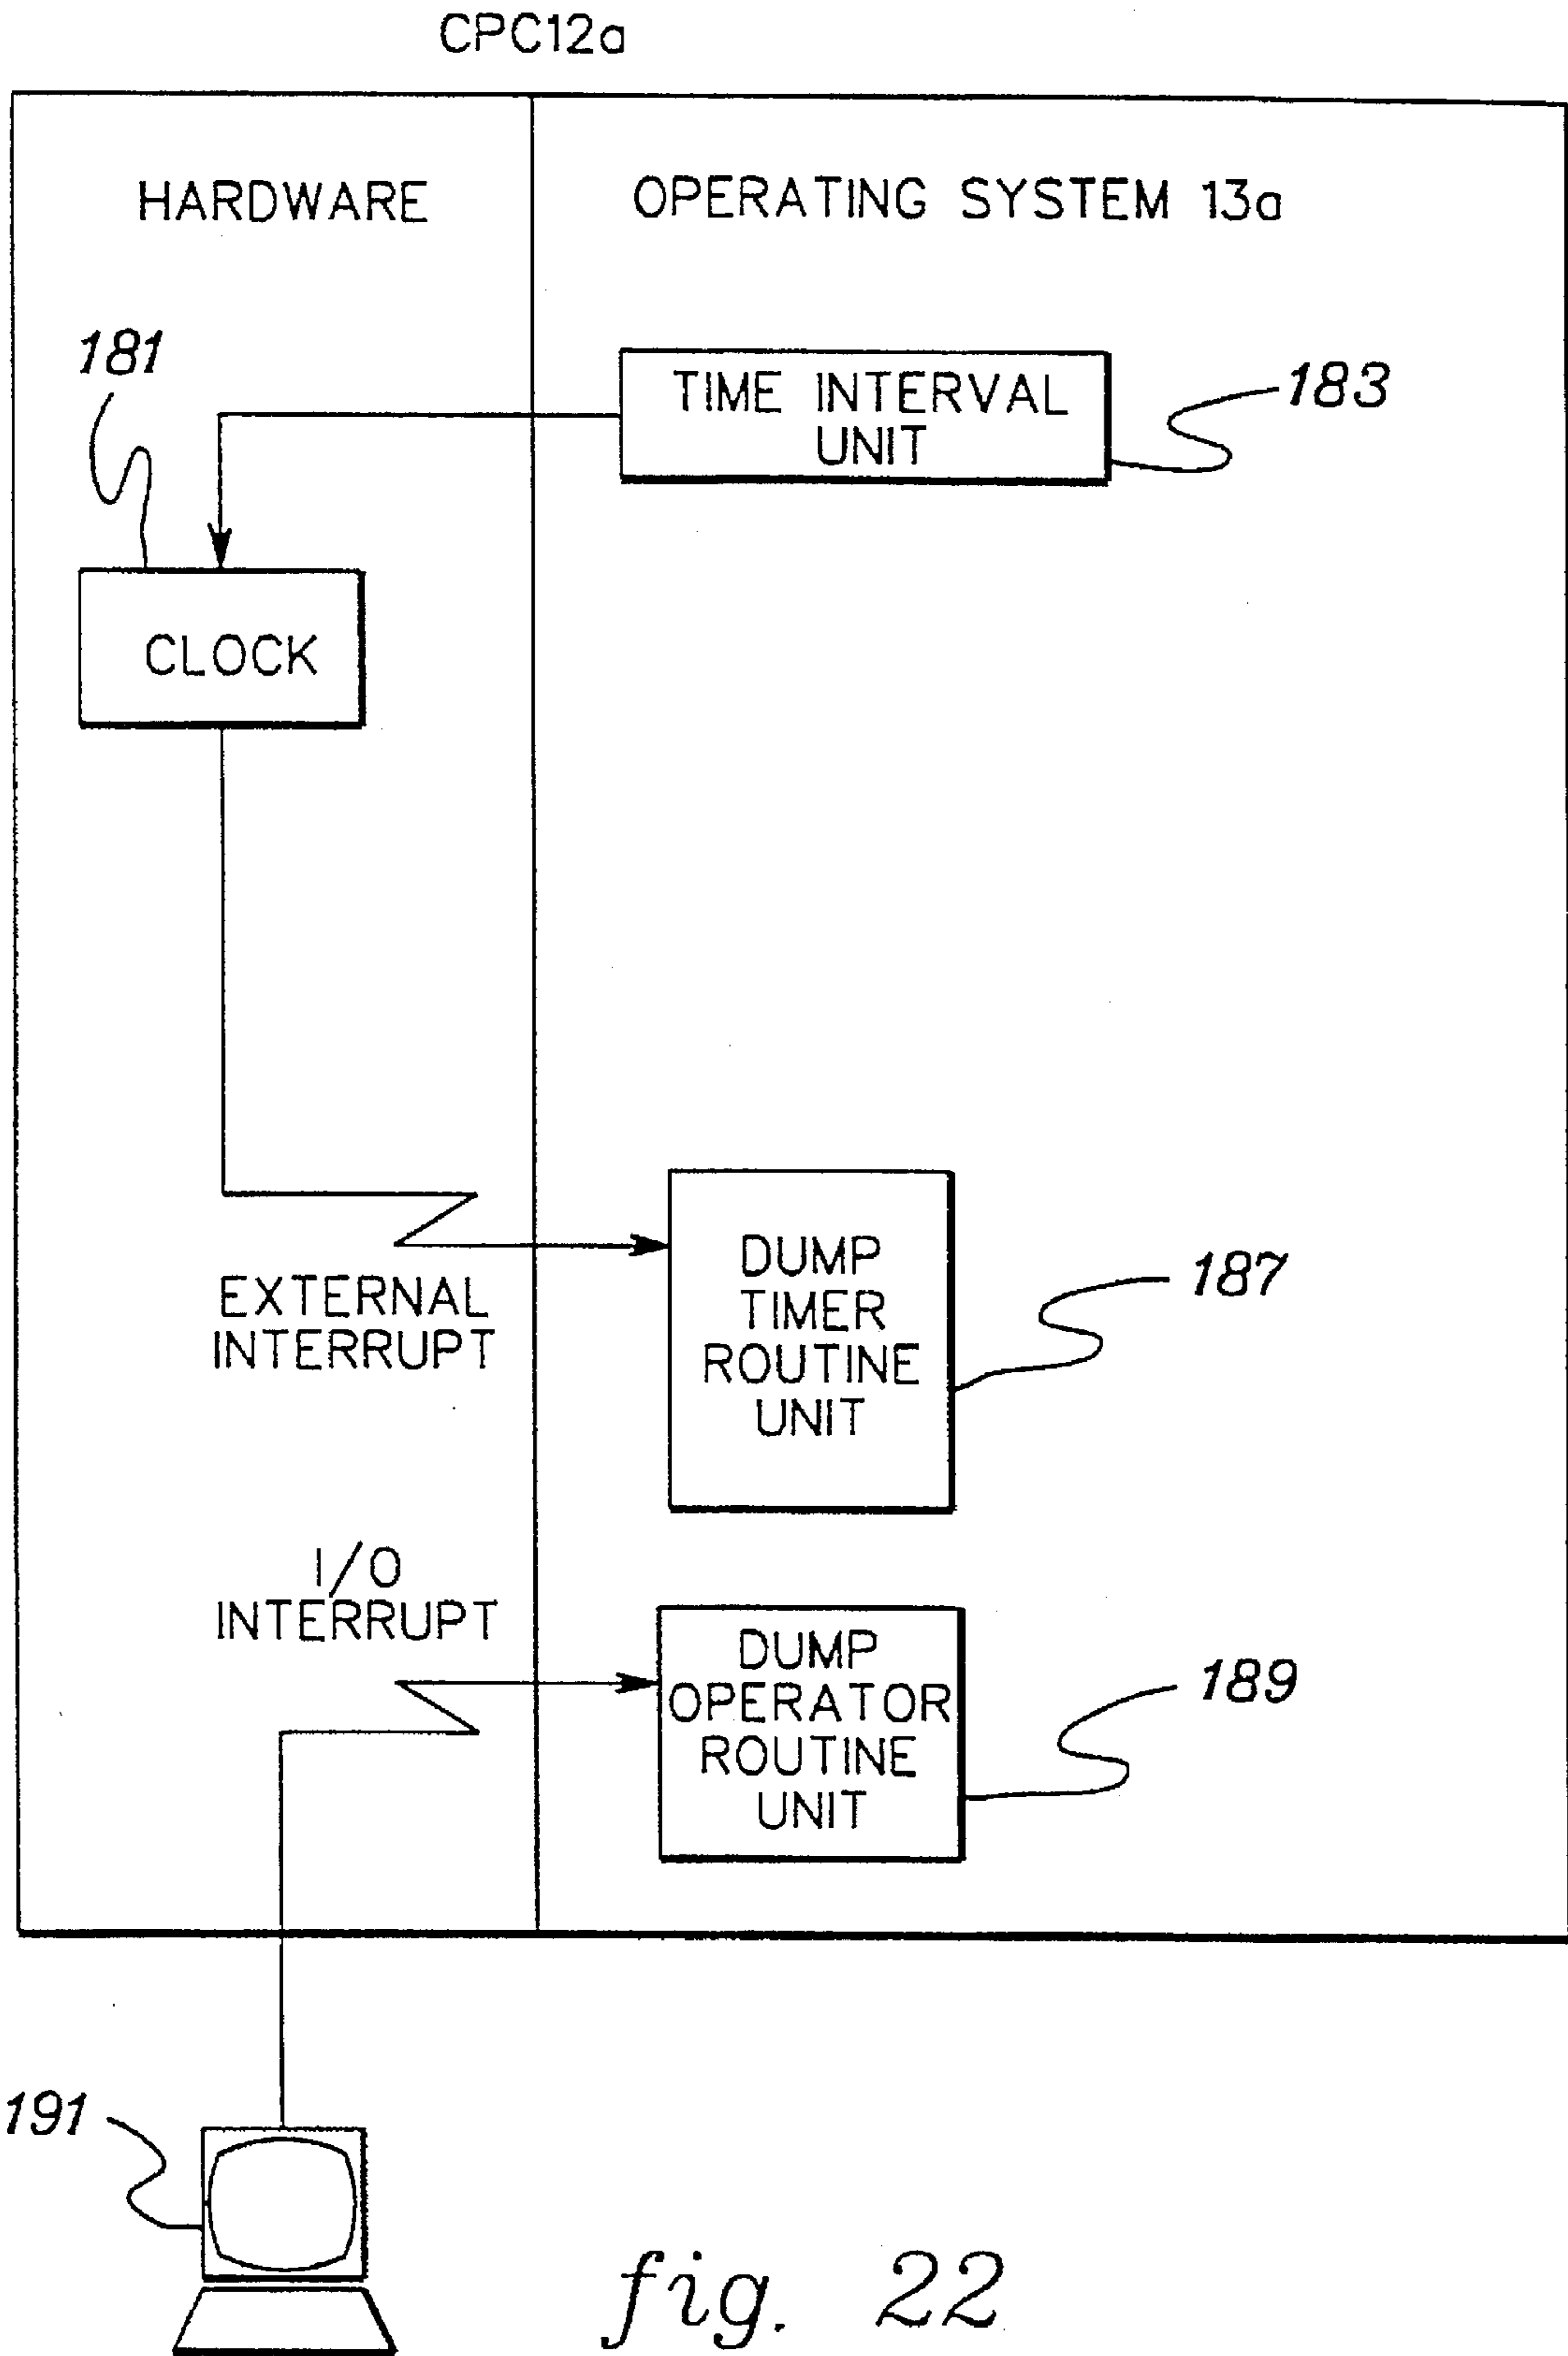 CPC12a
HARDWARE
OPERATING SYSTEM 13a
181
TIME INTERVAL
UNIT
183
CLOCK
EXTERNAL
INTERRUPT
DUMP
TIMER
ROUTINE
UNIT
187
I/O
INTERRUPT
DUMP
OPERATOR
ROUTINE
UNIT
189
191
fig. 22